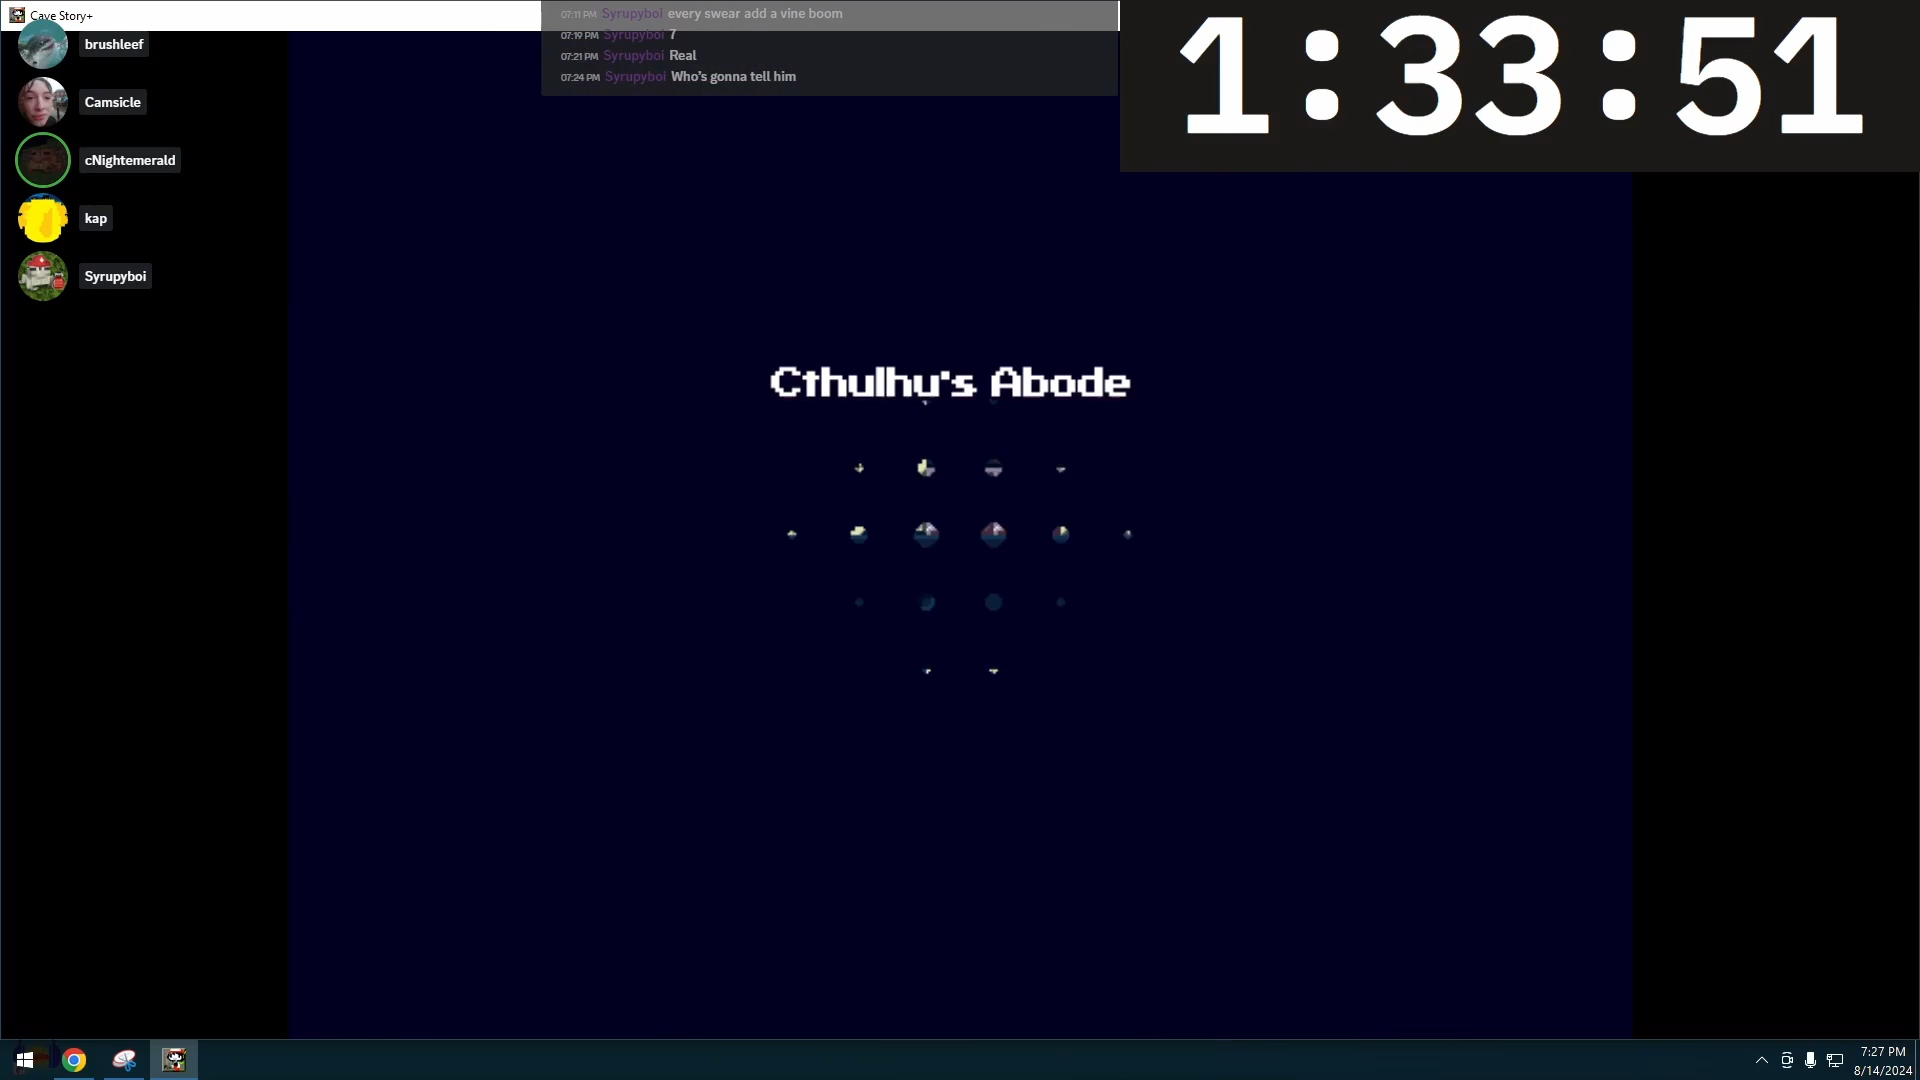 Cave Story+
07:11 PM Syrupyboi every swear add a vine boom
07:19 PM Syrupyboi 7
07:21 PM Syrupyboi Real
07:24 PM Syrupyboi Who's gonna tell him
1:33:51
brushleef
Camsicle
cNightemerald
kap
Syrupyboi
Cthulhu's Abode
7:27 PM
8/14/2024